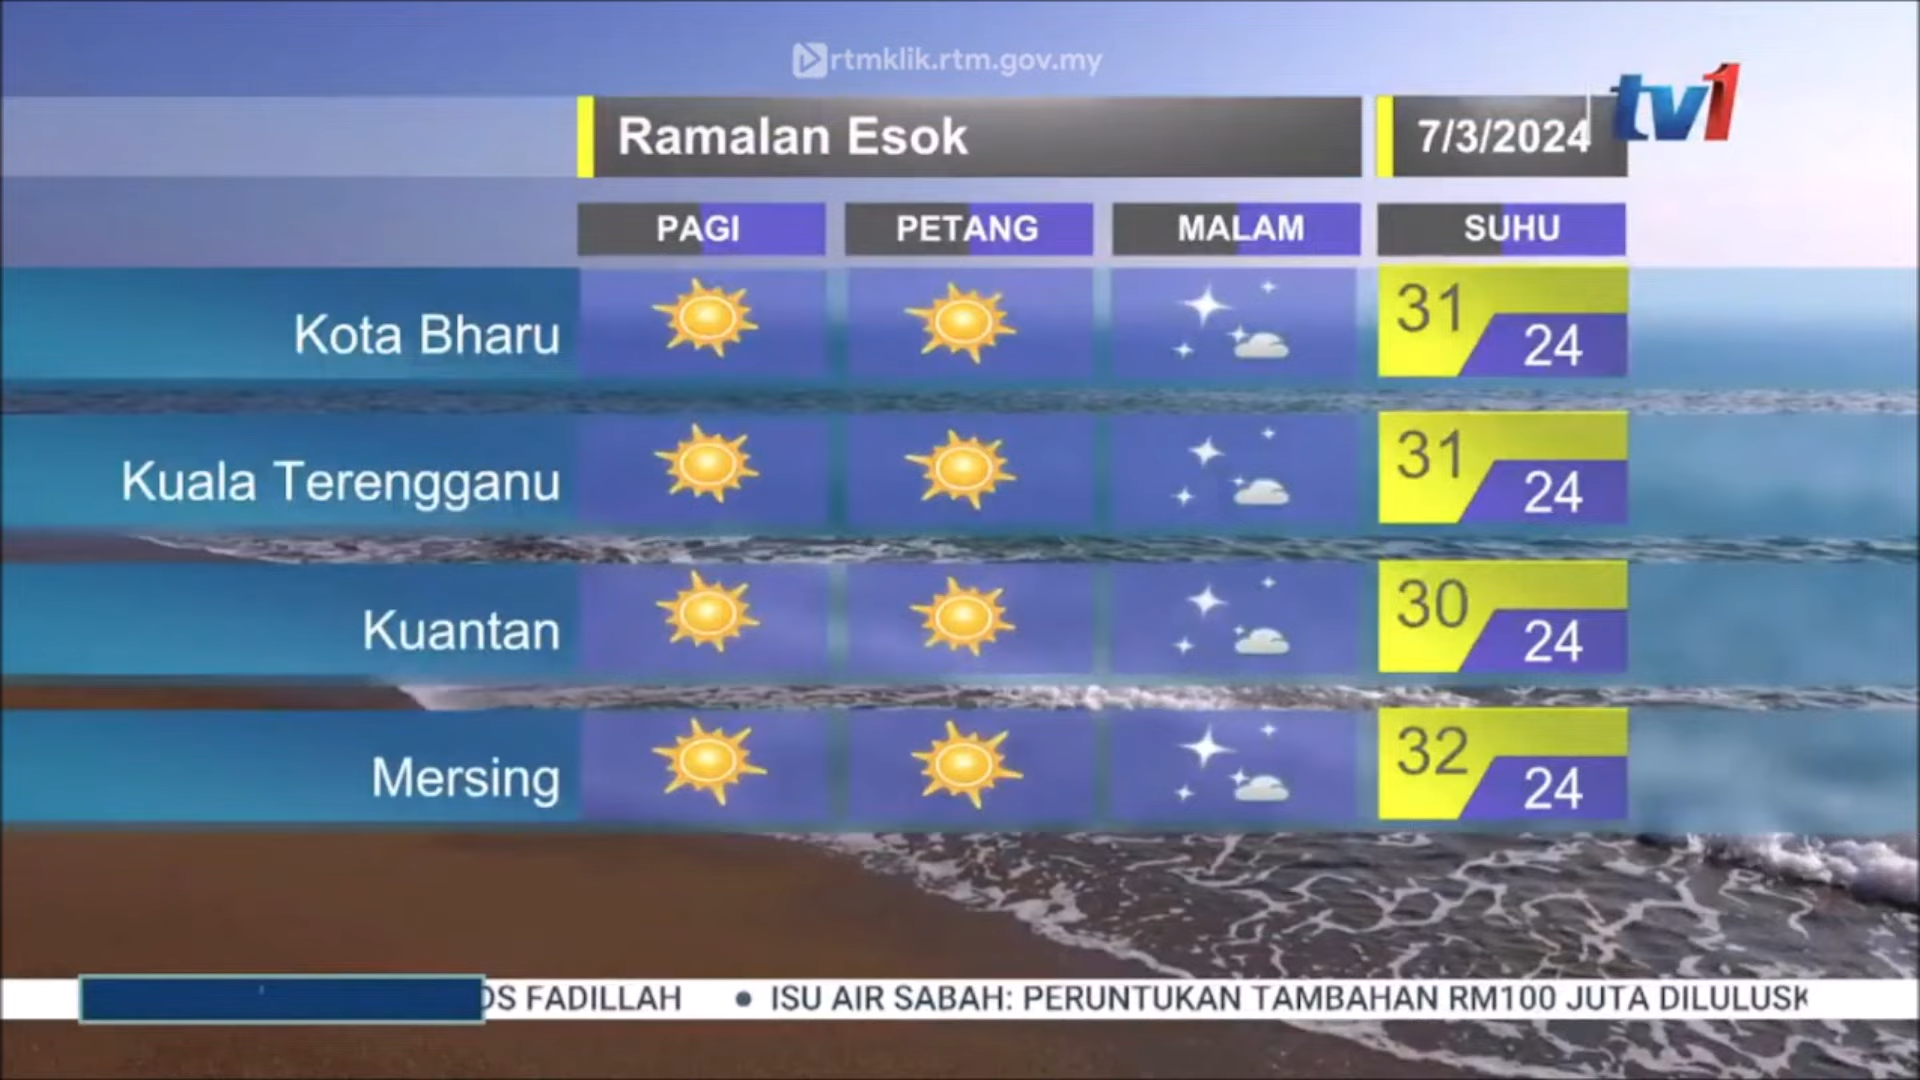 rtmklik.rtm.gov.my
tv1
Ramalan Esok
7/3/2024
PAGI PETANG MALAM SUHU
Kota Bharu 31 24
Kuala Terengganu 31 24
Kuantan 30 24
Mersing 32 24
FADILLAH • ISU AIR SABAH: PERUNTUKAN TAMBAHAN RM100 JUTA